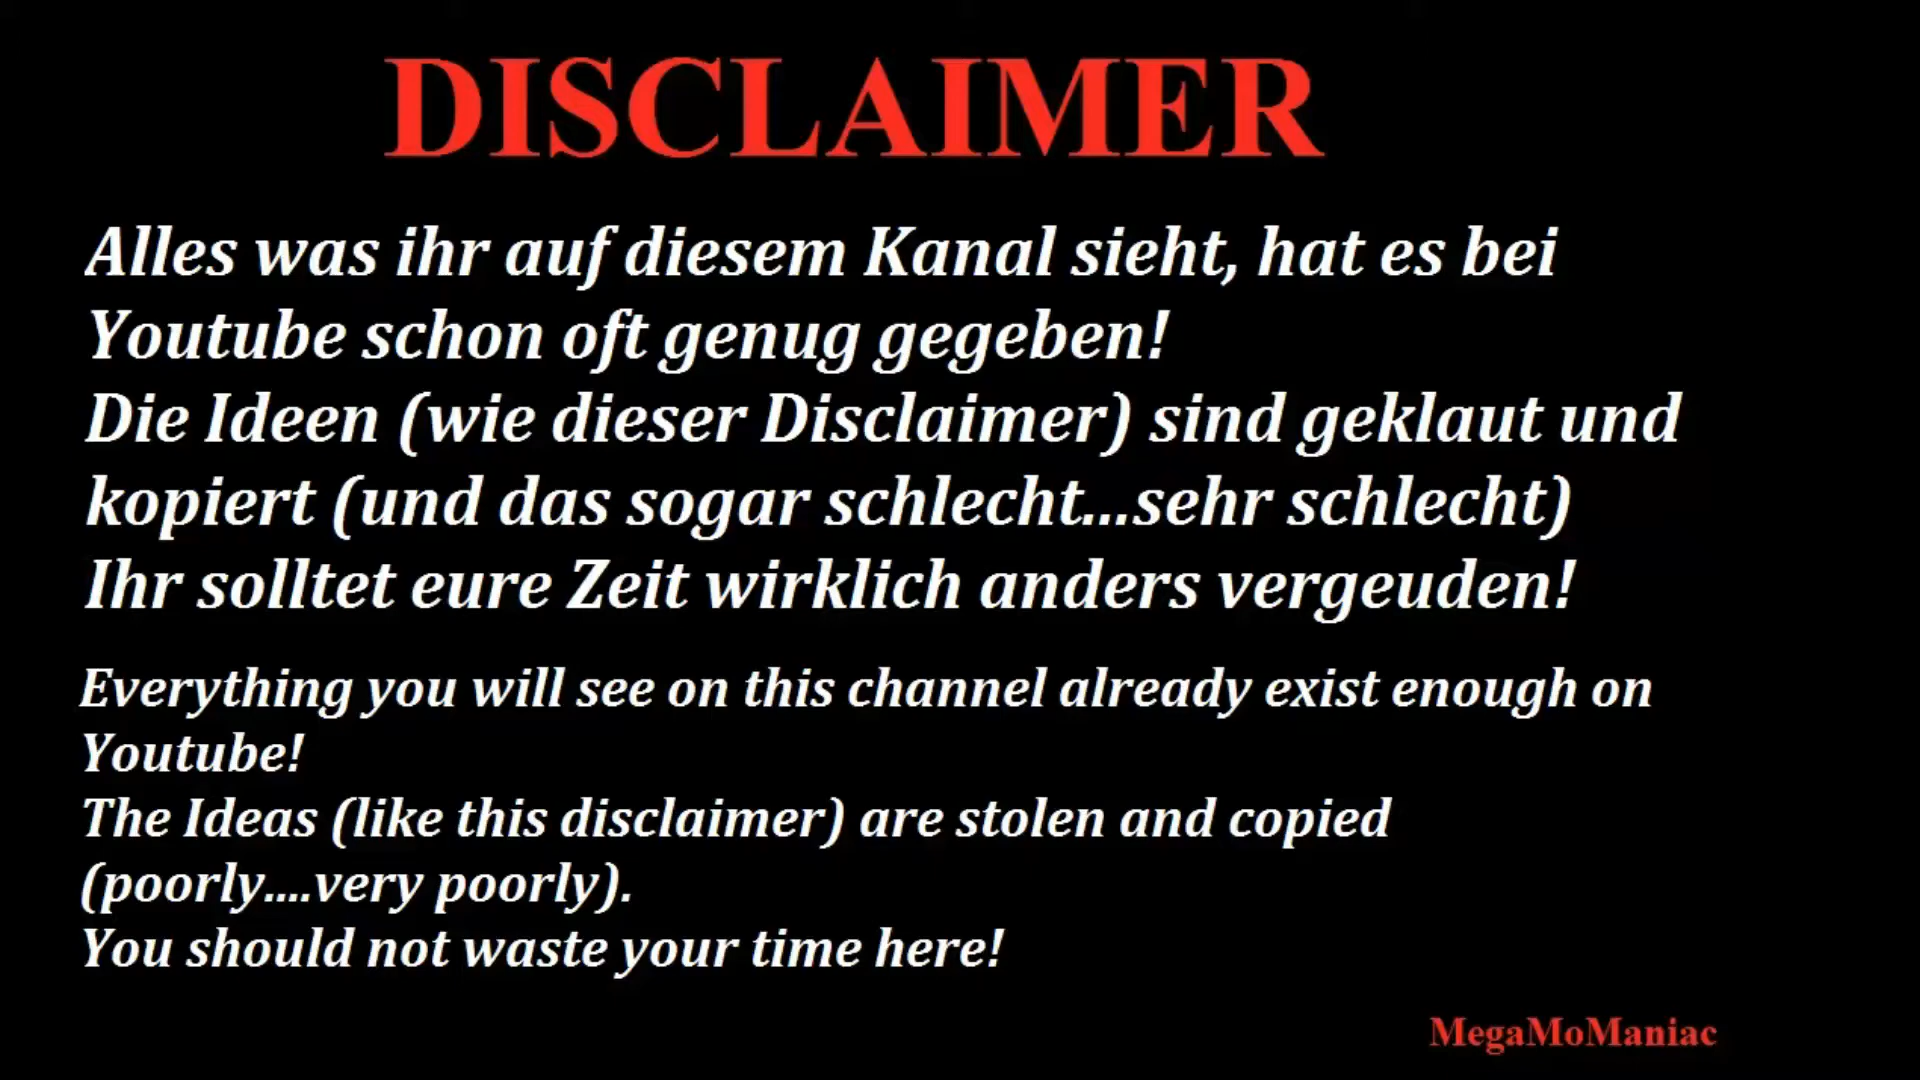 DISCLAIMER
Alles was ihr auf diesem Kanal sieht, hat es bei
Youtube schon oft genug gegeben!
Die Ideen (wie dieser Disclaimer) sind geklaut und
kopiert (und das sogar schlecht...sehr schlecht)
Ihr solltet eure Zeit wirklich anders vergeuden!
Everything you will see on this channel already exist enough on
Youtube!
The Ideas (like this disclaimer) are stolen and copied
(poorly....very poorly).
You should not waste your time here!
MegaMoManiac